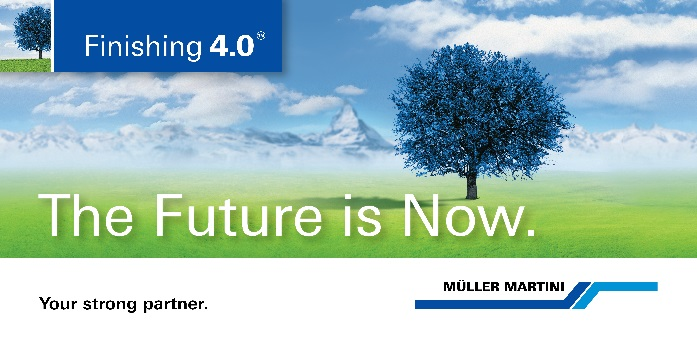 Finishing 4.0®
The Future is Now.
Your strong partner.
MÜLLER MARTINI